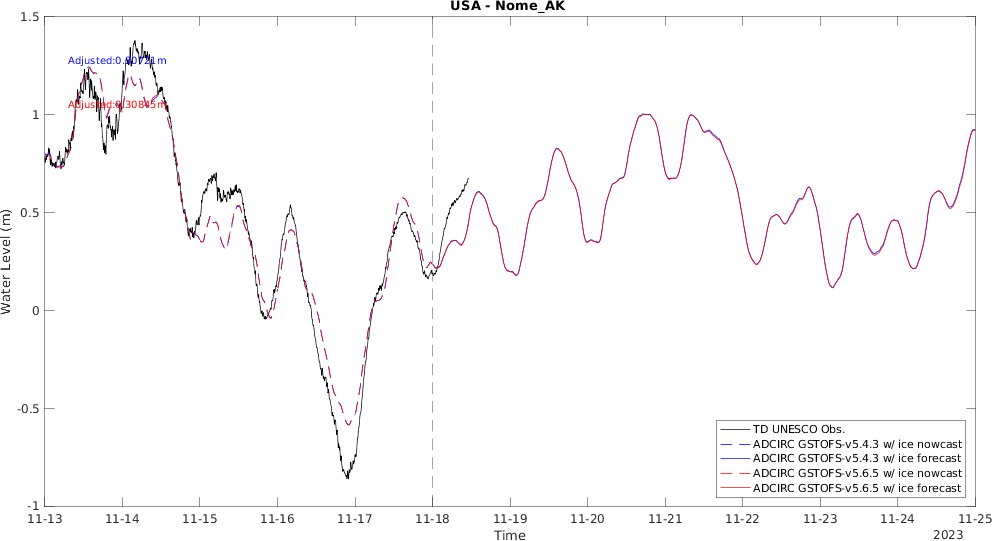 USA - Nome_AK
1.5
1
0.5
0
-0.5
-1
Water Level (m)
Adjusted:0.30845m
TD UNESCO Obs.
ADCIRC GSTOFS-v5.4.3 w/ ice nowcast
ADCIRC GSTOFS-v5.4.3 w/ ice forecast
ADCIRC GSTOFS-v5.6.5 w/ ice nowcast
ADCIRC GSTOFS-v5.6.5 w/ ice forecast
11-13 11-14 11-15 11-16 11-17 11-18 11-19 11-20 11-21 11-22 11-23 11-24 11-25
Time
2023